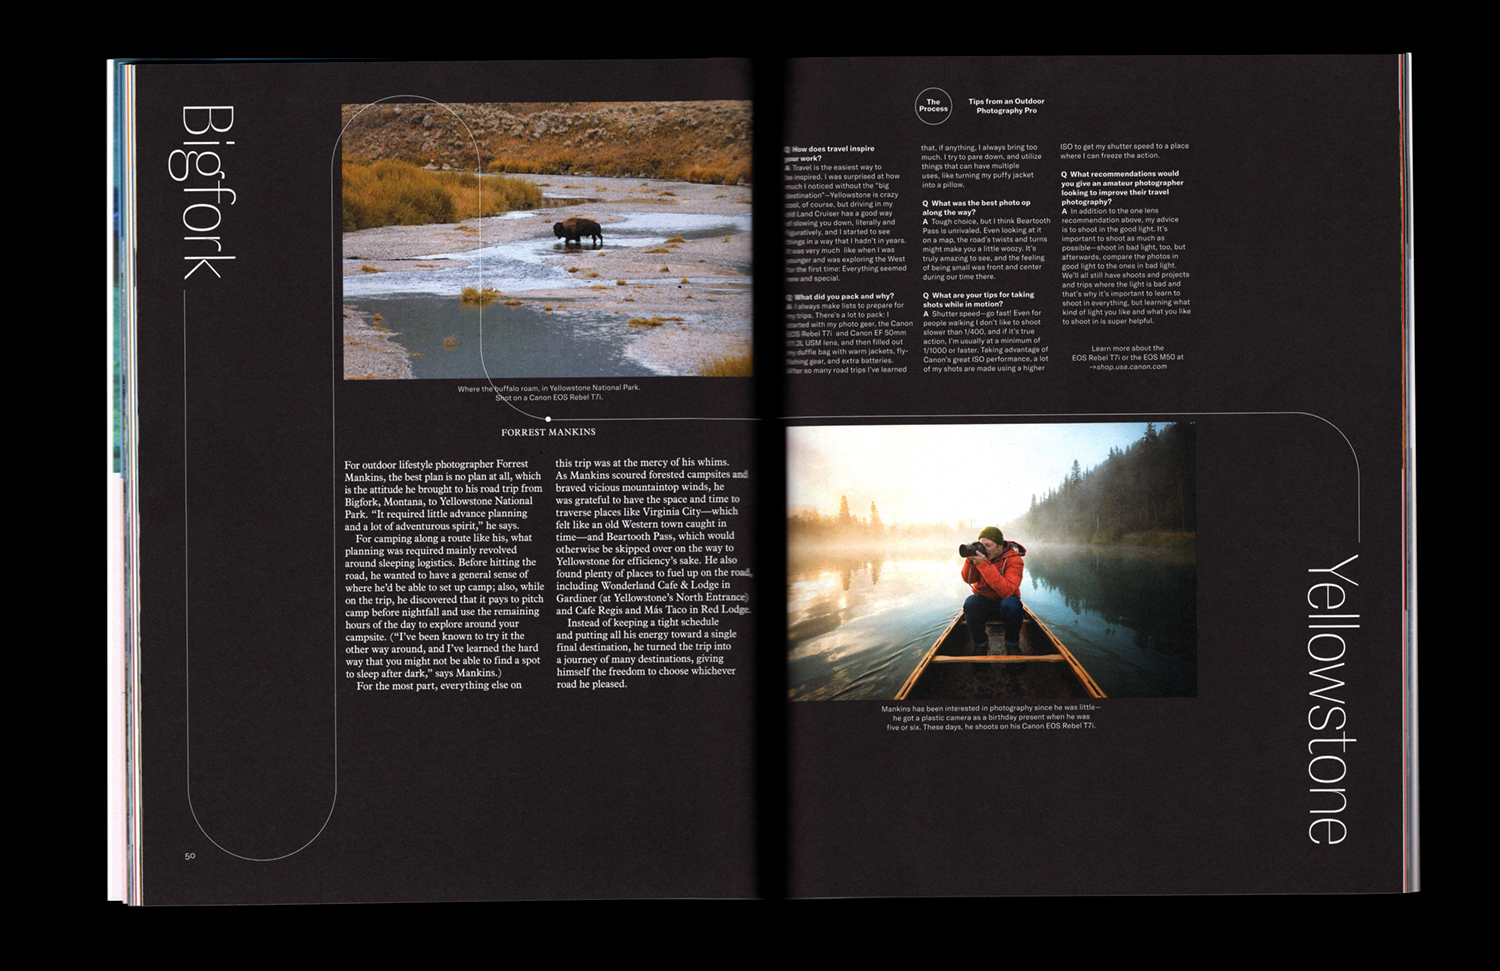 Bigfork
Where the buffalo roam, in Yellowstone National Park.
Shot on a Canon EOS Rebel T7i.
FORREST MANKINS
For outdoor lifestyle photographer Forrest
Mankins, the best plan is no plan at all, which
is the attitude he brought to his road trip from
Bigfork, Montana, to Yellowstone National
Park. “It required little advance planning
and a lot of adventurous spirit,” he says.
For camping along a route like his, what
planning was required mainly revolved
around sleeping logistics. Before hitting the
road, he wanted to have a general sense of
where he’d be able to set up camp; also, while
on the trip, he discovered that it pays to pitch
camp before nightfall and use the remaining
hours of the day to explore around your
campsite. (“I’ve been known to try it the
other way around, and I’ve learned the hard
way that you might not be able to find a spot
to sleep after dark,” says Mankins.)
For the most part, everything else on
this trip was at the mercy of his whims.
As Mankins scoured forested campsites and
braved vicious mountaintop winds, he
was grateful to have the space and time to
traverse places like Virginia City—which
felt like an old Western town caught in
time—and Beartooth Pass, which would
otherwise be skipped over on the way to
Yellowstone for efficiency’s sake. He also
found plenty of places to fuel up on the road,
including Wonderland Cafe & Lodge in
Gardiner (at Yellowstone’s North Entrance)
and Cafe Regis and Más Taco in Red Lodge.
Instead of keeping a tight schedule
and putting all his energy toward a single
final destination, he turned the trip into
a journey of many destinations, giving
himself the freedom to choose whichever
road he pleased.
50
The
Process
Tips from an Outdoor
Photography Pro
Q How does travel inspire
your work?
A Travel is the easiest way to
be inspired. I was surprised at how
much I noticed without the “big
destination”—Yellowstone is crazy
cool, of course, but driving in my
old Land Cruiser has a good way
of slowing you down, literally and
figuratively, and I started to see
things in a way that I hadn’t in years.
It was very much like when I was
younger and was exploring the West
for the first time: Everything seemed
new and special.
Q What did you pack and why?
A I always make lists to prepare for
my trips. There’s a lot to pack: I
started with my photo gear, the Canon
EOS Rebel T7i and Canon EF 50mm
f/1.2L USM lens, and then filled out
my duffle bag with warm jackets, fly-
fishing gear, and extra batteries.
After so many road trips I’ve learned
that, if anything, I always bring too
much. I try to pare down, and utilize
things that can have multiple
uses, like turning my puffy jacket
into a pillow.
Q What was the best photo op
along the way?
A Tough choice, but I think Beartooth
Pass is unrivaled. Even looking at it
on a map, the road’s twists and turns
might make you a little woozy. It’s
truly amazing to see, and the feeling
of being small was front and center
during our time there.
Q What are your tips for taking
shots while in motion?
A Shutter speed—go fast! Even for
people walking I don’t like to shoot
slower than 1/400, and if it’s true
action, I’m usually at a minimum of
1/1000 or faster. Taking advantage of
Canon’s great ISO performance, a lot
of my shots are made using a higher
ISO to get my shutter speed to a place
where I can freeze the action.
Q What recommendations would
you give an amateur photographer
looking to improve their travel
photography?
A In addition to the one lens
recommendation above, my advice
is to shoot in the good light. It’s
important to shoot as much as
possible—shoot in bad light, too, but
afterwards, compare the photos in
good light to the ones in bad light.
We’ll all still have shoots and projects
and trips where the light is bad and
that’s why it’s important to learn to
shoot in everything, but learning what
kind of light you like and what you like
to shoot in is super helpful.
Learn more about the
EOS Rebel T7i or the EOS M50 at
→shop.usa.canon.com
Mankins has been interested in photography since he was little—
he got a plastic camera as a birthday present when he was
five or six. These days, he shoots on his Canon EOS Rebel T7i.
Yellowstone